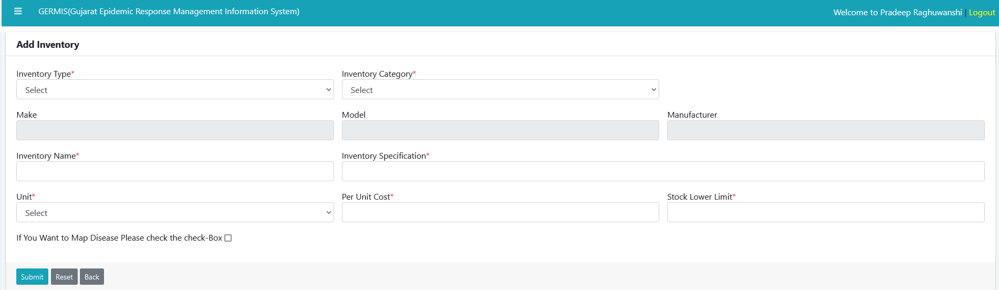 GERMIS(Gujarat Epidemic Response Management Information System)
Welcome to Pradeep Raghuwanshi | Logout
Add Inventory
Inventory Type* Inventory Category*
Select Select
Make Model Manufacturer
Inventory Name* Inventory Specification*
Unit* Per Unit Cost* Stock Lower Limit*
Select
If You Want to Map Disease Please check the check-Box
Submit Reset Back